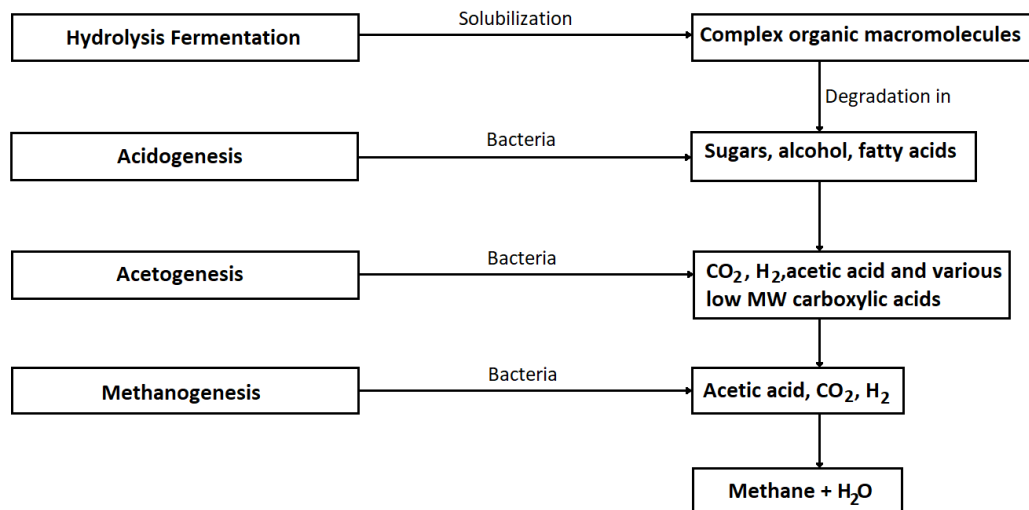 Hydrolysis Fermentation
Solubilization
Complex organic macromolecules
Degradation in
Acidogenesis
Bacteria
Sugars, alcohol, fatty acids
Acetogenesis
Bacteria
CO₂, H₂,acetic acid and various
low MW carboxylic acids
Methanogenesis
Bacteria
Acetic acid, CO₂, H₂
Methane + H₂O